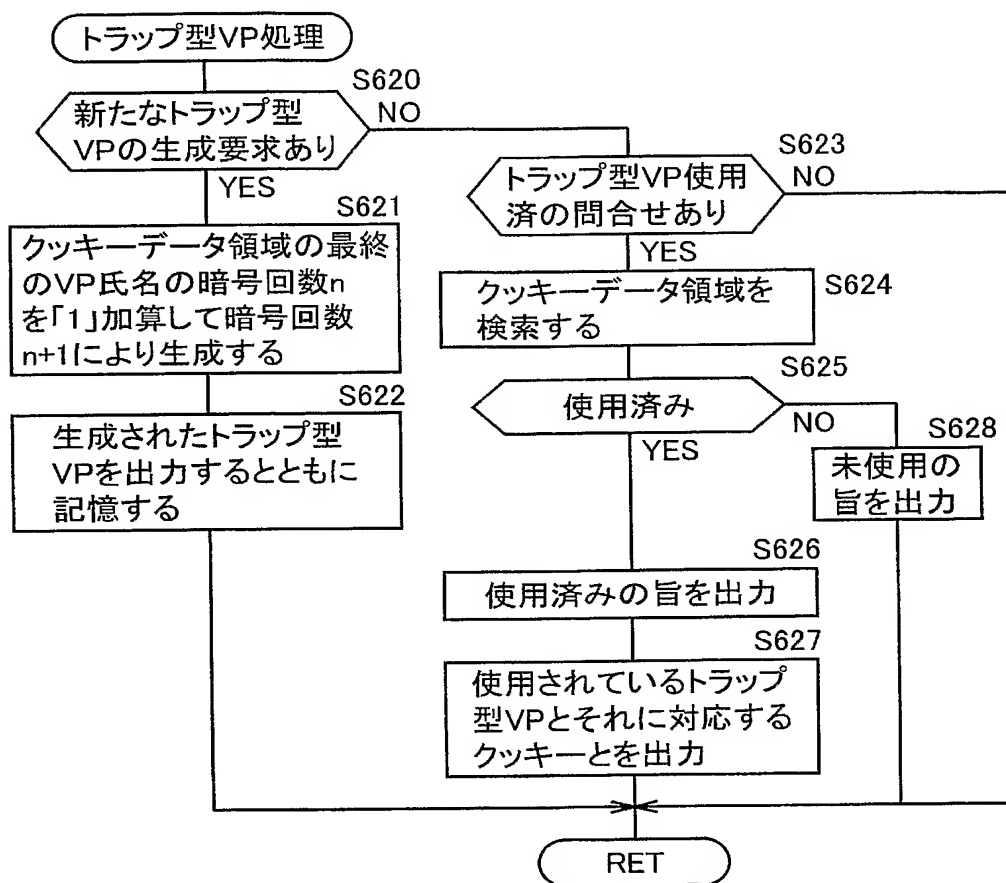 トラップ型VP処理
S620
新たなトラップ型
VPの生成要求あり
NO
YES
S621
クッキーデータ領域の最終
のVP氏名の暗号回数n
を「1」加算して暗号回数
n+1により生成する
S622
生成されたトラップ型
VPを出力するとともに
記憶する
S623
トラップ型VP使用
済の問合せあり
NO
YES
S624
クッキーデータ領域を
検索する
S625
使用済み
NO
YES
S628
未使用の
旨を出力
S626
使用済みの旨を出力
S627
使用されているトラップ
型VPとそれに対応する
クッキーとを出力
RET